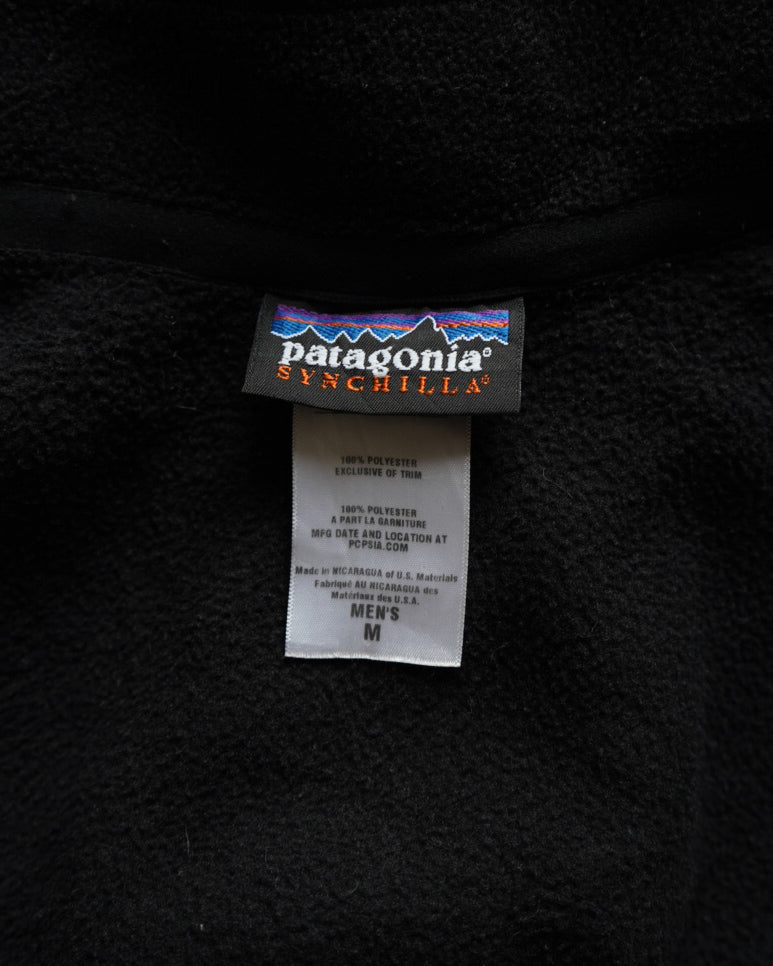 patagonia®
SYNCHILLA®
100% POLYESTER
EXCLUSIVE OF TRIM
100% POLYESTER
A PART LA GARNITURE
MFG DATE AND LOCATION AT
PCPSIA.COM
Made in NICARAGUA of U.S. Materials
Fabriqué AU NICARAGUA des
Matériaux des U.S.A.
MEN'S
M